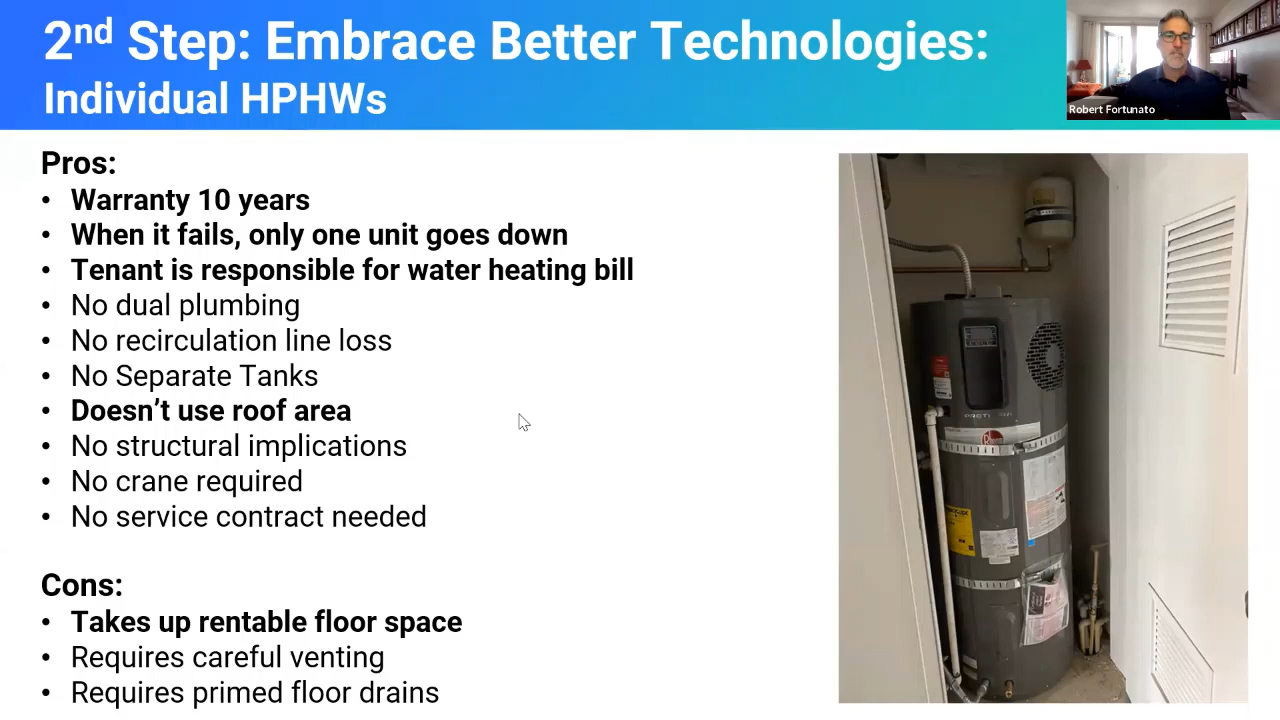 2nd Step: Embrace Better Technologies:
Individual HPHWs
Robert Fortunato
Pros:
• Warranty 10 years
• When it fails, only one unit goes down
• Tenant is responsible for water heating bill
• No dual plumbing
• No recirculation line loss
• No Separate Tanks
• Doesn’t use roof area
• No structural implications
• No crane required
• No service contract needed
Cons:
• Takes up rentable floor space
• Requires careful venting
• Requires primed floor drains